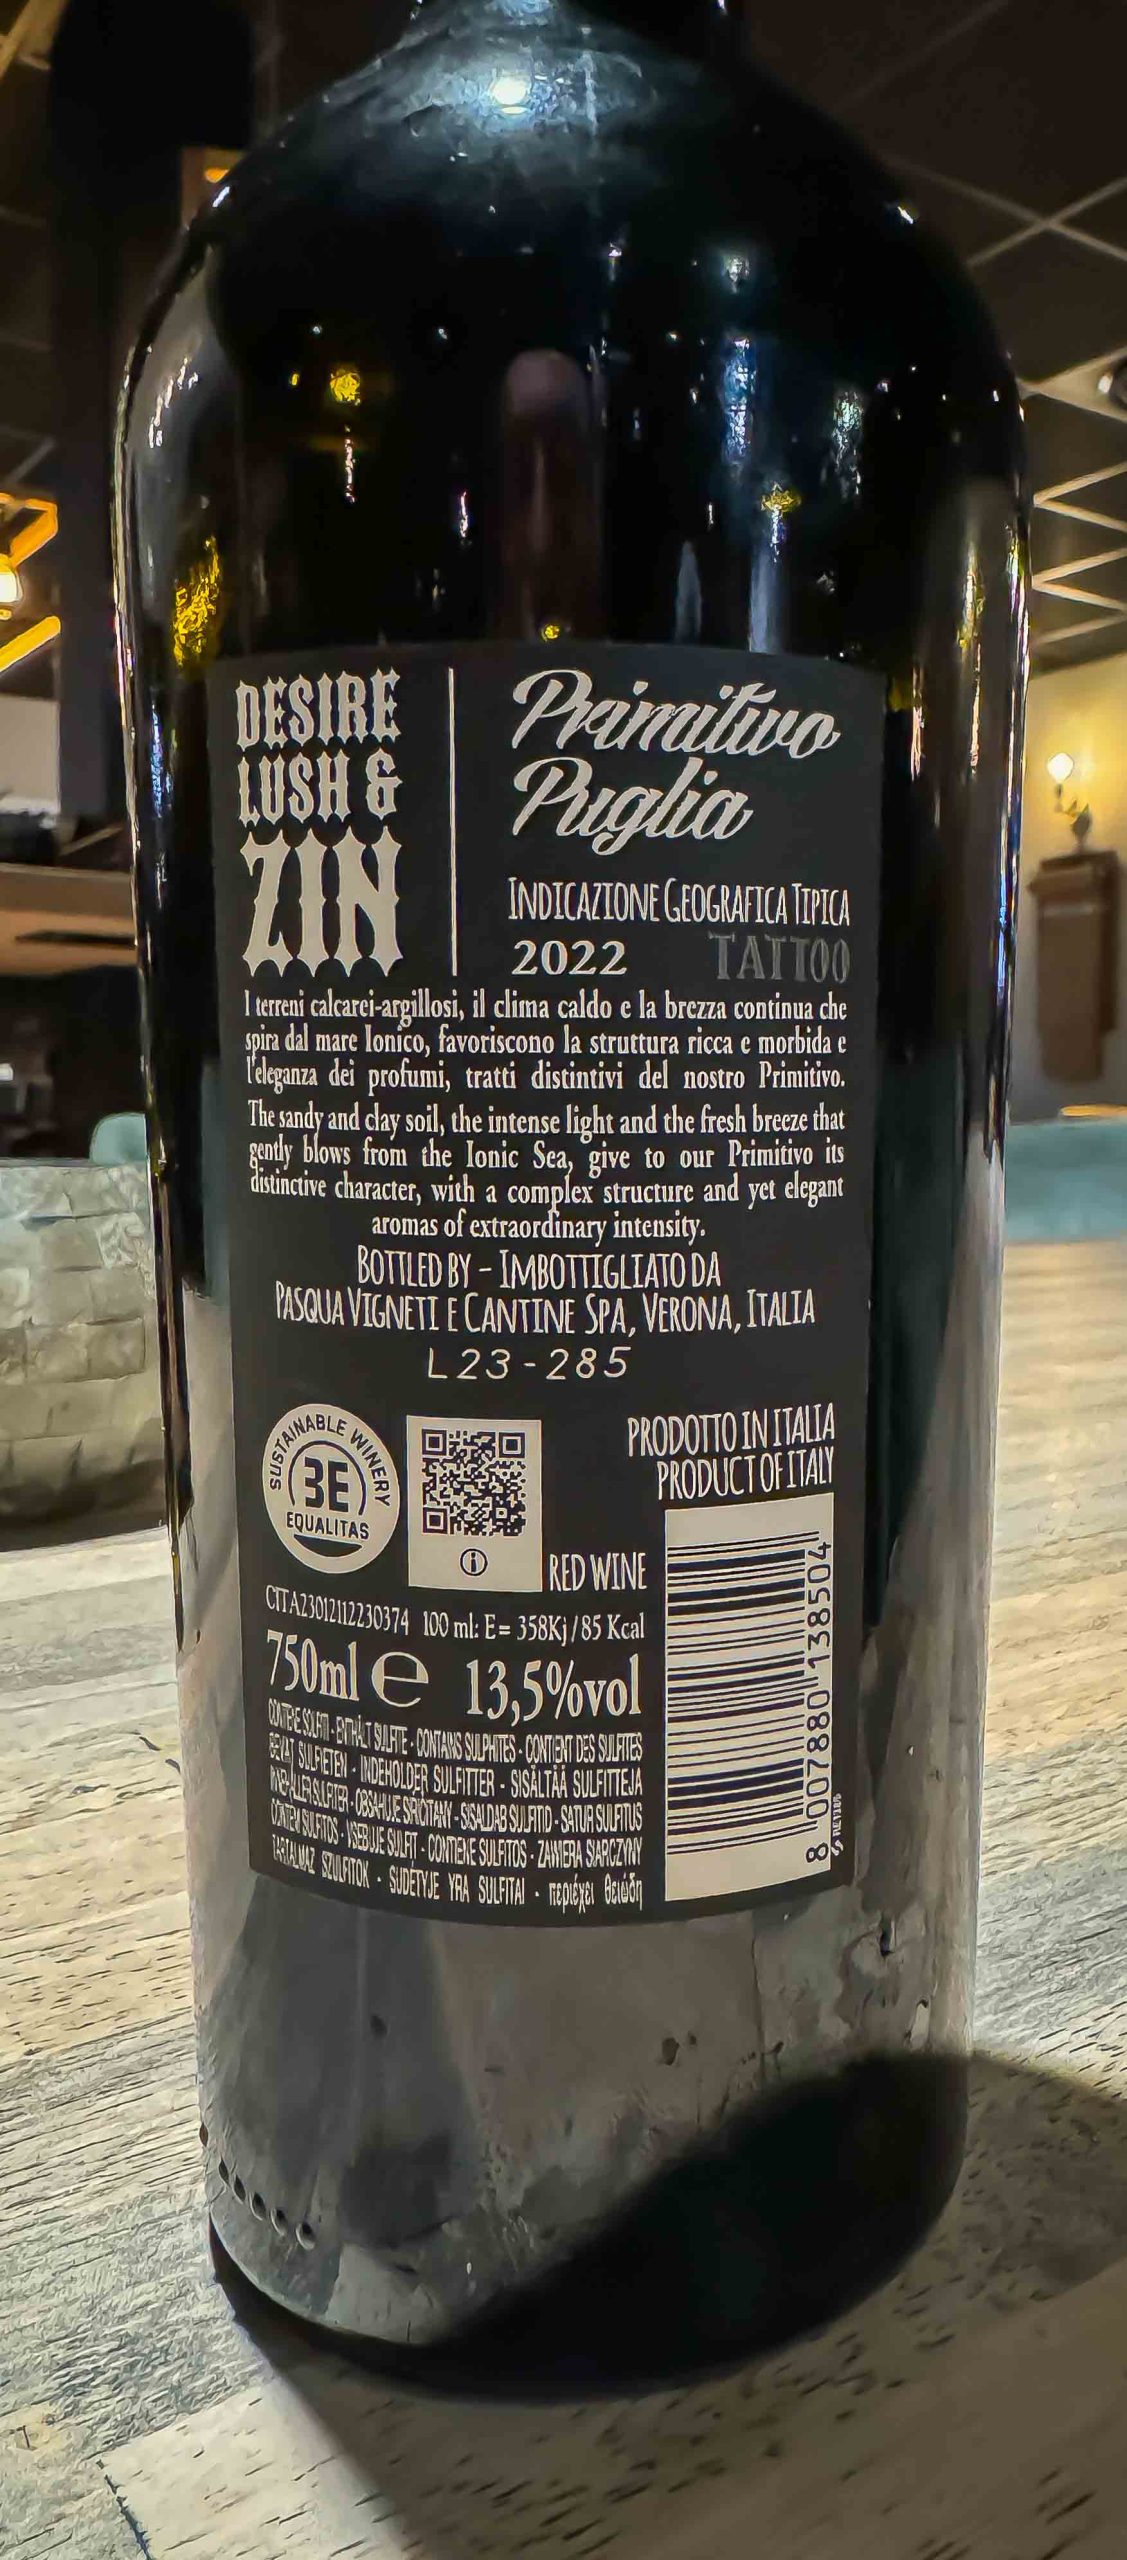 DESIRE
LUSH &
ZIN
Primitivo
Puglia
INDICAZIONE GEOGRAFICA TIPICA
2022 TATTOO
I terreni calcarei-argillosi, il clima caldo e la brezza continua che
spira dal mare Ionico, favoriscono la struttura ricca e morbida e
l'eleganza dei profumi, tratti distintivi del nostro Primitivo.
The sandy and clay soil, the intense light and the fresh breeze that
gently blows from the Ionic Sea, give to our Primitivo its
distinctive character, with a complex structure and yet elegant
aromas of extraordinary intensity.
BOTTLED BY - IMBOTTIGLIATO DA
PASQUA VIGNETI E CANTINE SPA, VERONA, ITALIA
L23-285
SUSTAINABLE WINERY
3E
EQUALITAS
PRODOTTO IN ITALIA
PRODUCT OF ITALY
RED WINE
CITA23012112230374 100 ml: E= 358Kj/85 Kcal
750ml e 13,5%vol
CONTIENE SOLFITI - ENTHÄLT SULFITE - CONTAINS SULPHITES - CONTIENT DES SULFITES
BEVAT SULFIETEN - INDEHOLDER SULFITTER - SISÄLTÄÄ SULFIITTEJA
INNEHÅLLER SULFITER - OBSAHUJE SIŘIČITANY - SISALDAB SULFITID - SATUR SULFITUS
CONTÉM SULFITOS - VSEBUJE SULFIT - CONTIENE SULFITOS - ZAWIERA SIARCZYNY
TARTALMAZ SZULFITOK - SUDĖTYJE YRA SULFITAI - περιέχει θειώδη
8 007880 138504